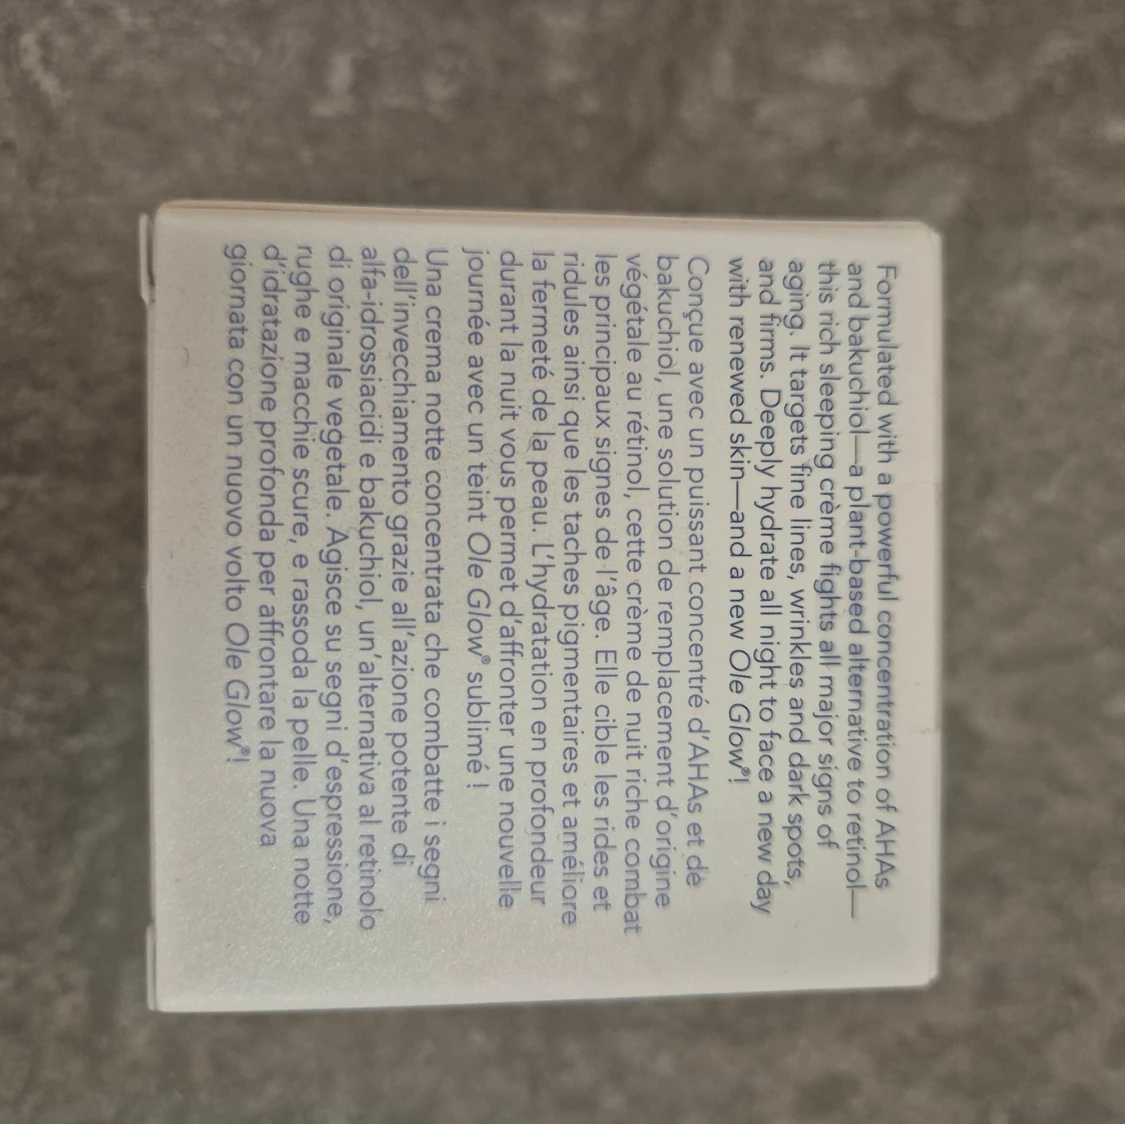 Formulated with a powerful concentration of AHAs
and bakuchiol—a plant-based alternative to retinol—
this rich sleeping crème fights all major signs of
aging. It targets fine lines, wrinkles and dark spots,
and firms. Deeply hydrate all night to face a new day
with renewed skin—and a new Ole Glow®!
Conçue avec un puissant concentré d'AHAs et de
bakuchiol, une solution de remplacement d'origine
végétale au rétinol, cette crème de nuit riche combat
les principaux signes de l'âge. Elle cible les rides et
ridules ainsi que les taches pigmentaires et améliore
la fermeté de la peau. L'hydratation en profondeur
durant la nuit vous permet d'affronter une nouvelle
journée avec un teint Ole Glow® sublimé !
Una crema notte concentrata che combatte i segni
dell'invecchiamento grazie all'azione potente di
alfa-idrossiacidi e bakuchiol, un'alternativa al retinolo
di originale vegetale. Agisce su segni d'espressione,
rughe e macchie scure, e rassoda la pelle. Una notte
d'idratazione profonda per affrontare la nuova
giornata con un nuovo volto Ole Glow®!